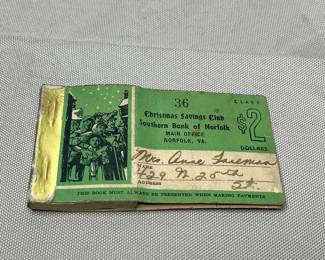 36
CLASS
Christmas Savings Club
Southern Bank of Norfolk
MAIN OFFICE
NORFOLK, VA.
$2
DOLLARS
Mrs. Anne
NAME
429 W. 25th
ADDRESS
St.
THIS BOOK MUST ALWAYS BE PRESENTED WHEN MAKING PAYMENTS